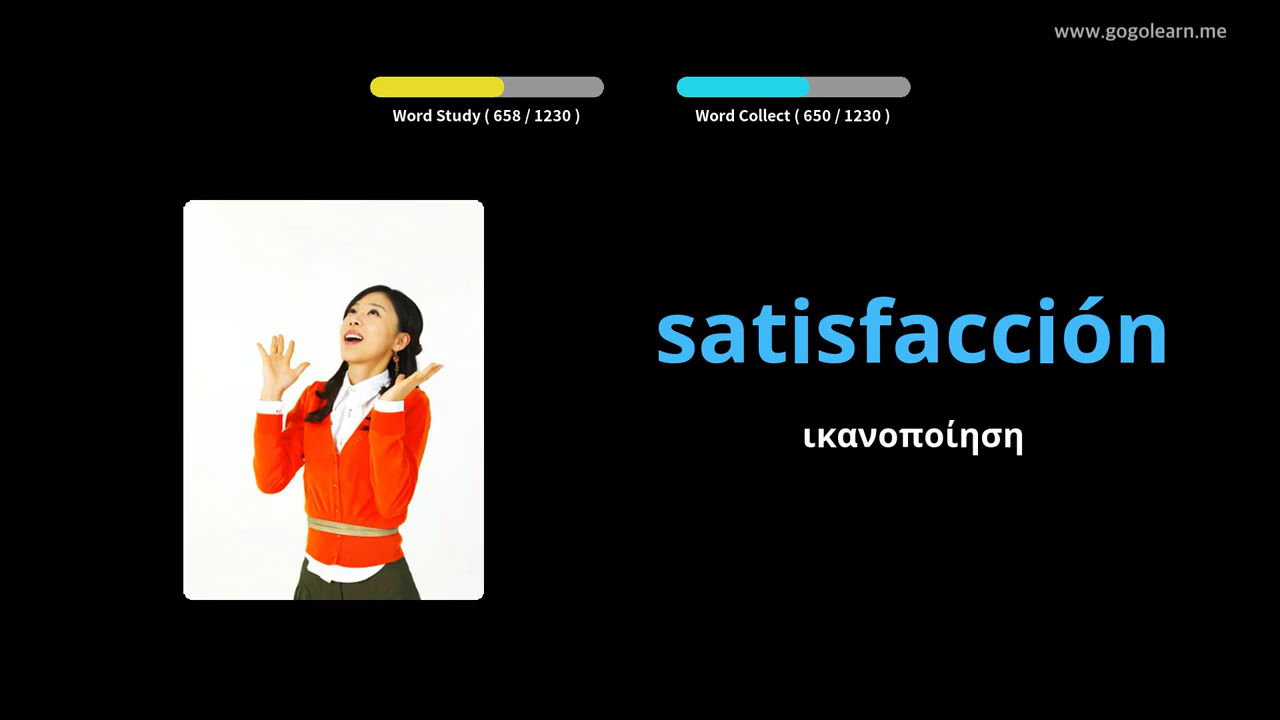 www.gogolearn.me
Word Study ( 658 / 1230 )
Word Collect ( 650 / 1230 )
satisfacción
ικανοποίηση